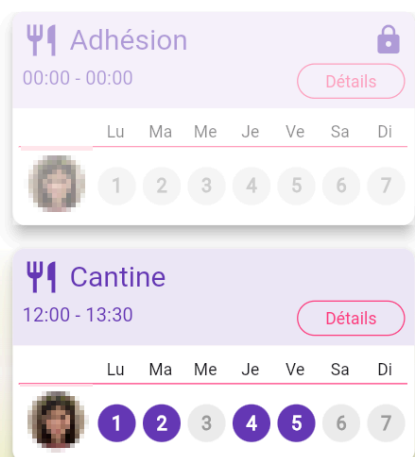 Adhésion
00:00 - 00:00
Détails
Lu Ma Me Je Ve Sa Di
1 2 3 4 5 6 7
Cantine
12:00 - 13:30
Détails
Lu Ma Me Je Ve Sa Di
1 2 3 4 5 6 7